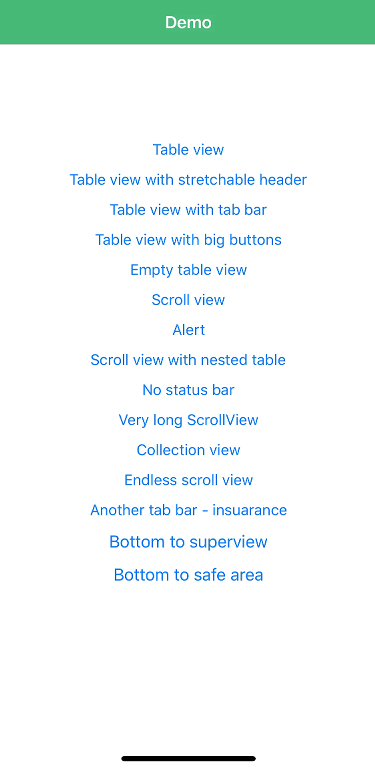 Demo
Table view
Table view with stretchable header
Table view with tab bar
Table view with big buttons
Empty table view
Scroll view
Alert
Scroll view with nested table
No status bar
Very long ScrollView
Collection view
Endless scroll view
Another tab bar - insuarance
Bottom to superview
Bottom to safe area